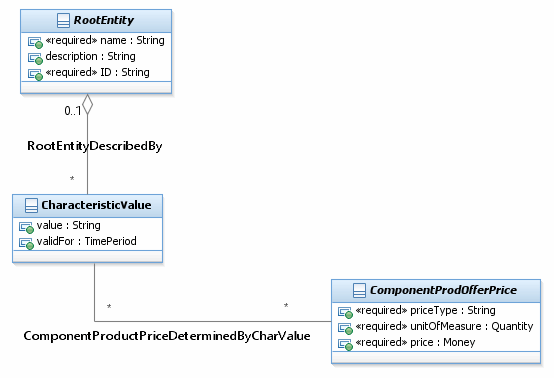 RootEntity
«required» name : String
description : String
«required» ID : String
0..1
RootEntityDescribedBy
*
CharacteristicValue
value : String
validFor : TimePeriod
*
*
ComponentProductPriceDeterminedByCharValue
ComponentProdOfferPrice
«required» priceType : String
«required» unitOfMeasure : Quantity
«required» price : Money